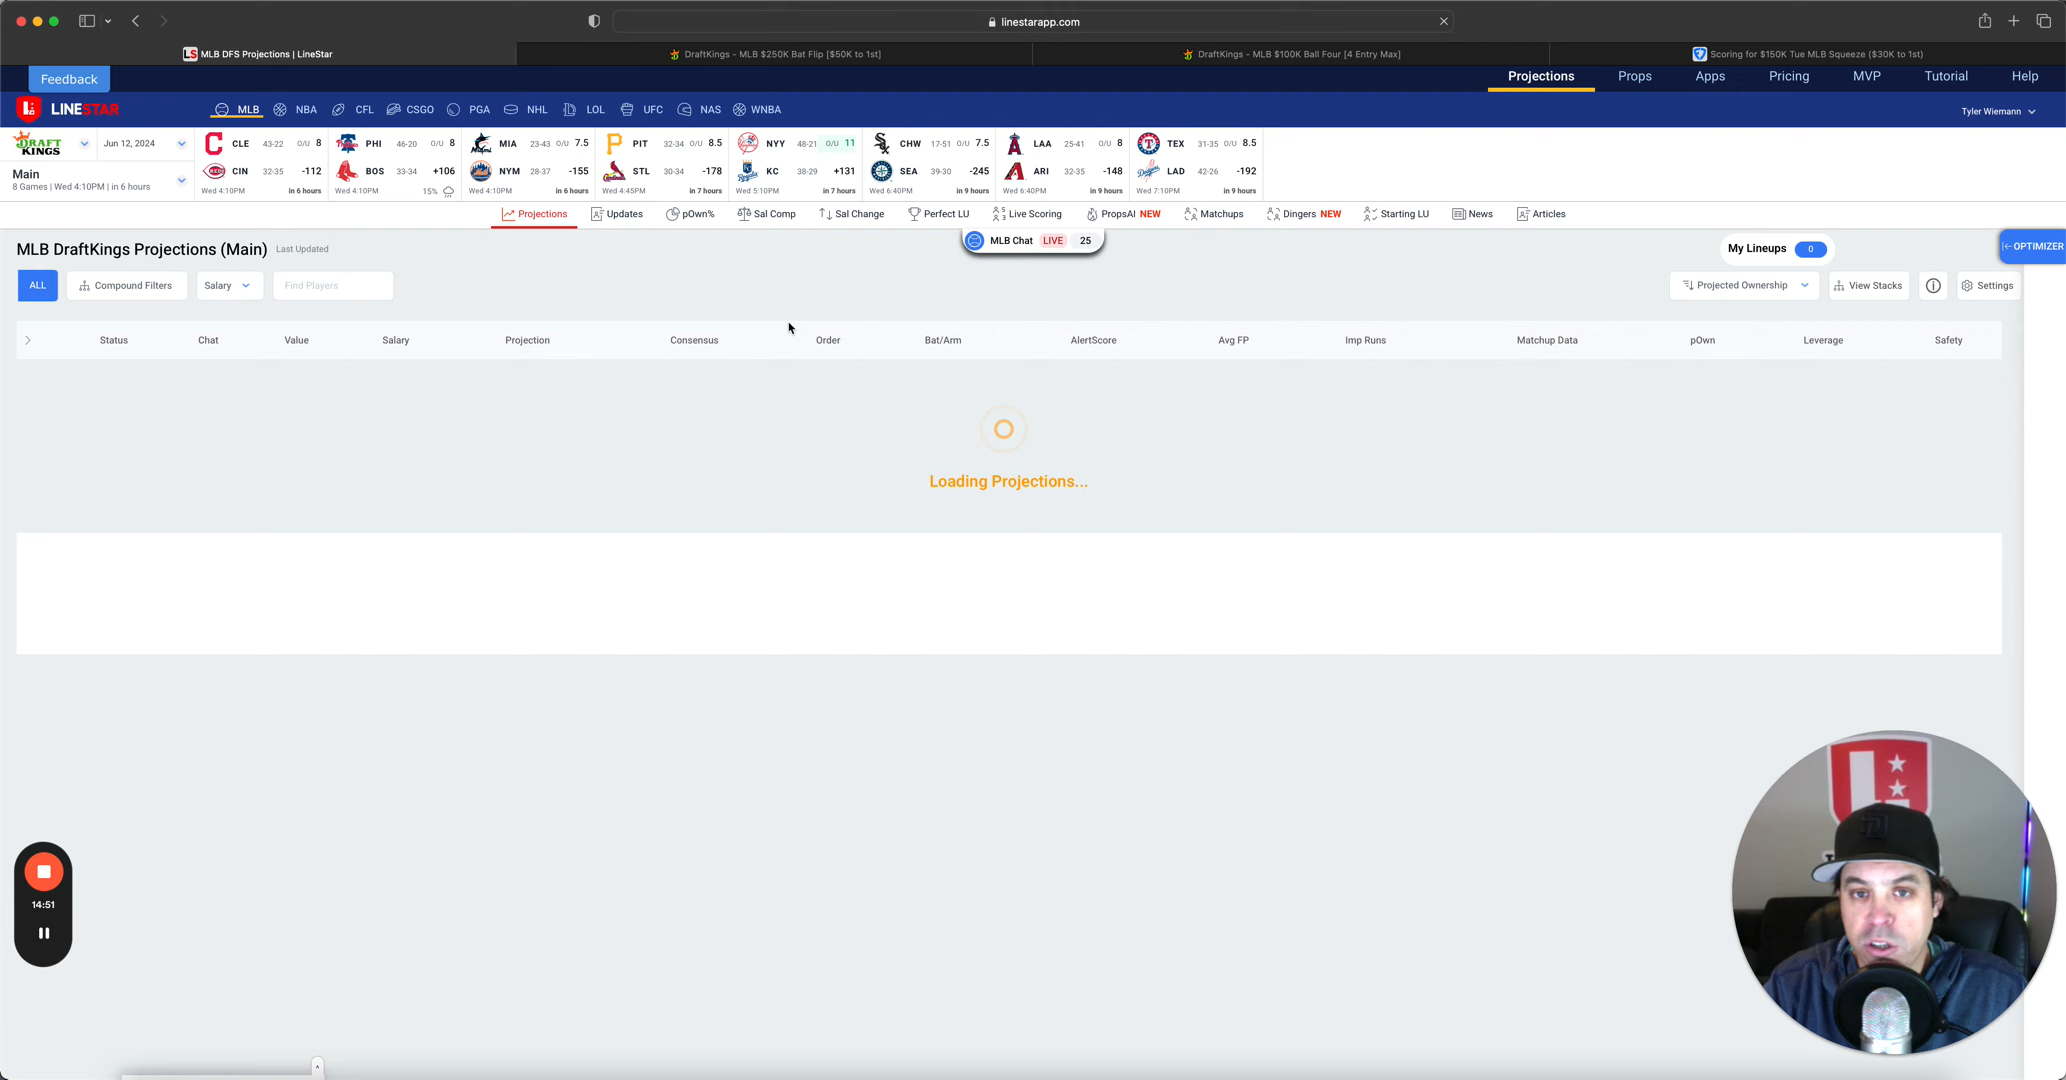 linestarapp.com
MLB DFS Projections | LineStar
DraftKings - MLB $250K Bat Flip [$50K to 1st]
DraftKings - MLB $100K Ball Four [4 Entry Max]
Scoring for $150K Tue MLB Squeeze ($30K to 1st)
Feedback
Projections Props Apps Pricing MVP Tutorial Help
LINESTAR
MLB NBA CFL CSGO PGA NHL LOL UFC NAS WNBA
Tyler Wiemann
DRAFT KINGS
Jun 12, 2024
Main
8 Games | Wed 4:10PM | in 6 hours
CLE 43-22 O/U 8
CIN 32-35 -112
Wed 4:10PM in 6 hours
PHI 46-20 O/U 8
BOS 33-34 +106
Wed 4:10PM 15%
MIA 23-43 O/U 7.5
NYM 28-37 -155
Wed 4:10PM in 6 hours
PIT 32-34 O/U 8.5
STL 30-34 -178
Wed 4:45PM in 7 hours
NYY 48-21 O/U 11
KC 38-29 +131
Wed 5:10PM in 7 hours
CHW 17-51 O/U 7.5
SEA 39-30 -245
Wed 6:40PM in 9 hours
LAA 25-41 O/U 8
ARI 32-35 -148
Wed 6:40PM in 9 hours
TEX 31-35 O/U 8.5
LAD 42-26 -192
Wed 7:10PM in 9 hours
Projections Updates pOwn% Sal Comp Sal Change Perfect LU Live Scoring PropsAI NEW Matchups Dingers NEW Starting LU News Articles
MLB DraftKings Projections (Main) Last Updated
MLB Chat LIVE 25
My Lineups 0
OPTIMIZER
ALL Compound Filters Salary Find Players
Projected Ownership View Stacks Settings
Status Chat Value Salary Projection Consensus Order Bat/Arm AlertScore Avg FP Imp Runs Matchup Data pOwn Leverage Safety
Loading Projections...
14:51